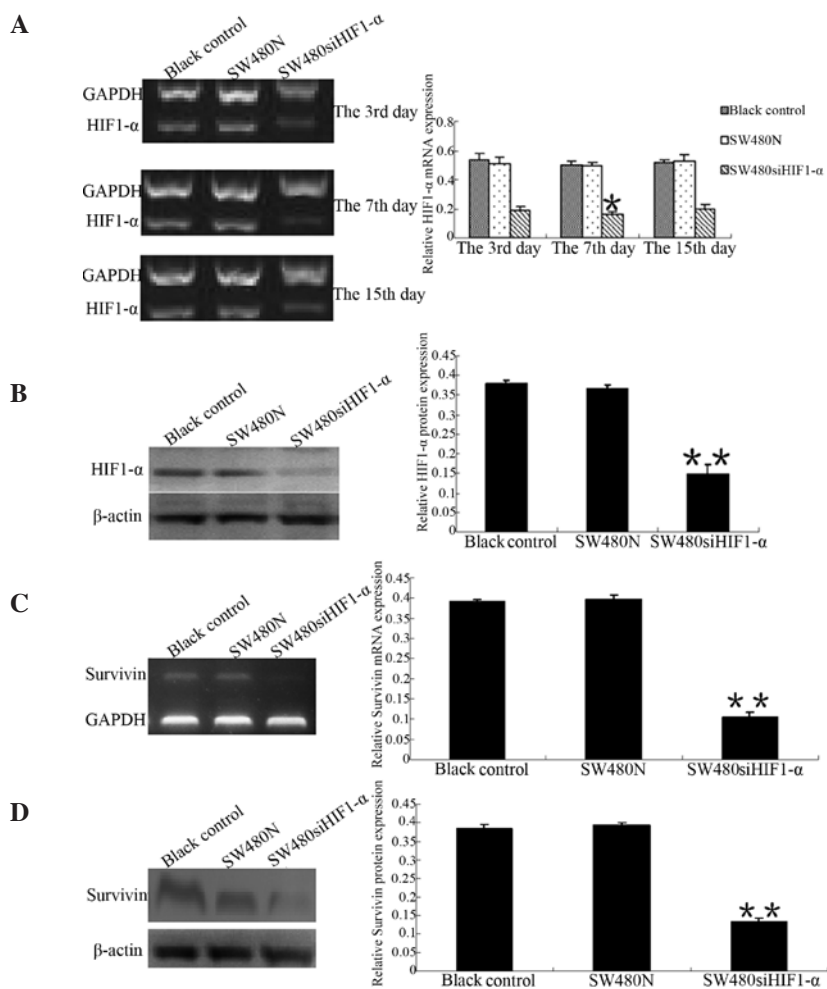 A
Black control
SW480N
SW480siHIF1-α
GAPDH
HIF1-α
The 3rd day
GAPDH
HIF1-α
The 7th day
GAPDH
HIF1-α
The 15th day
Relative HIF1-α mRNA expression
0.8
0.6
0.4
0.2
0
*
The 3rd day
The 7th day
The 15th day
Black control
SW480N
SW480siHIF1-α
B
Black control
SW480N
SW480siHIF1-α
HIF1-α
β-actin
Relative HIF1-α protein expression
0.45
0.4
0.35
0.3
0.25
0.2
0.15
0.1
0.05
0
**
Black control
SW480N
SW480siHIF1-α
C
Black control
SW480N
SW480siHIF1-α
Survivin
GAPDH
Relative Survivin mRNA expression
0.45
0.4
0.35
0.3
0.25
0.2
0.15
0.1
0.05
0
**
Black control
SW480N
SW480siHIF1-α
D
Black control
SW480N
SW480siHIF1-α
Survivin
β-actin
Relative Survivin protein expression
0.45
0.4
0.35
0.3
0.25
0.2
0.15
0.1
0.05
0
**
Black control
SW480N
SW480siHIF1-α